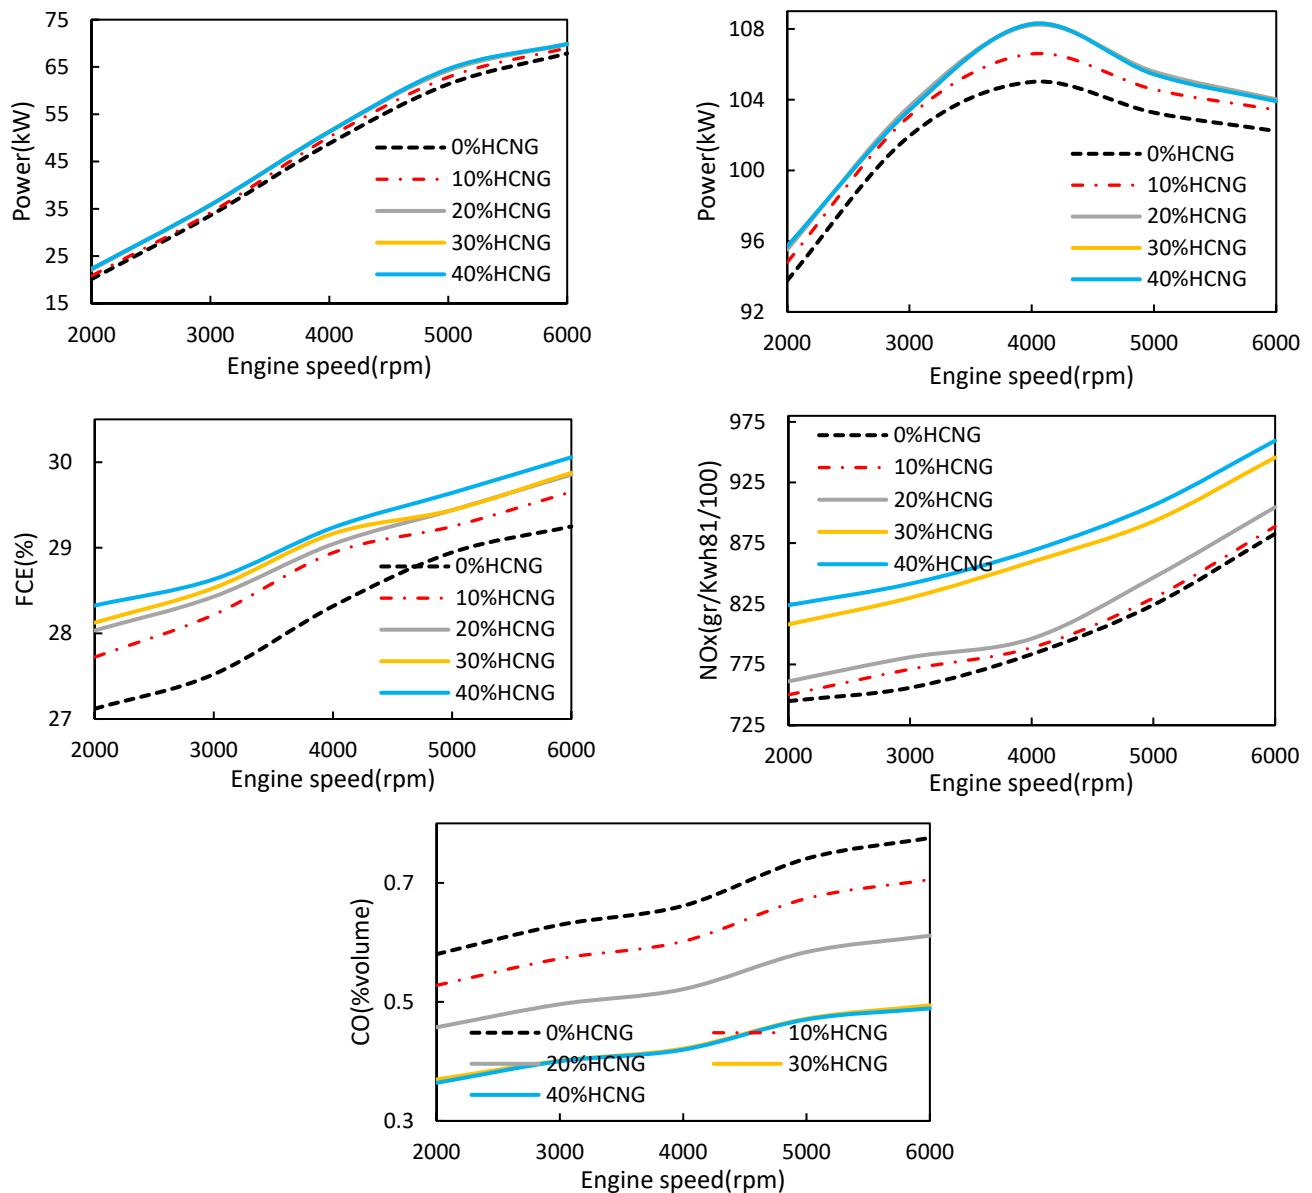 75
65
55
45
35
25
15
Power(kW)
0%HCNG
10%HCNG
20%HCNG
30%HCNG
40%HCNG
2000 3000 4000 5000 6000
Engine speed(rpm)
108
104
100
96
92
Power(kW)
0%HCNG
10%HCNG
20%HCNG
30%HCNG
40%HCNG
2000 3000 4000 5000 6000
Engine speed(rpm)
30
29
28
27
FCE(%)
0%HCNG
10%HCNG
20%HCNG
30%HCNG
40%HCNG
2000 3000 4000 5000 6000
Engine speed(rpm)
975
925
875
825
775
725
NOx(gr/Kwh81/100)
0%HCNG
10%HCNG
20%HCNG
30%HCNG
40%HCNG
2000 3000 4000 5000 6000
Engine speed(rpm)
0.7
0.5
0.3
CO(%volume)
0%HCNG 10%HCNG
20%HCNG 30%HCNG
40%HCNG
2000 3000 4000 5000 6000
Engine speed(rpm)